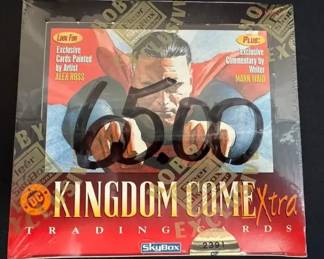 Look For:
Exclusive
Cards Painted
by Artist
ALEX ROSS
Plus:
Exclusive
Commentary by
Writer
MARK WAID
65.00
DC
KINGDOM COME Xtra
TRADING CARDS
SKYBOX
OF